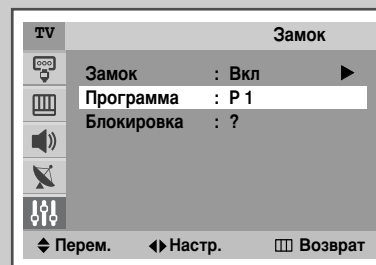 TV Замок
Замок : Вкл ▶
Программа : P 1
Блокировка : ?
Перем. Настр. Возврат